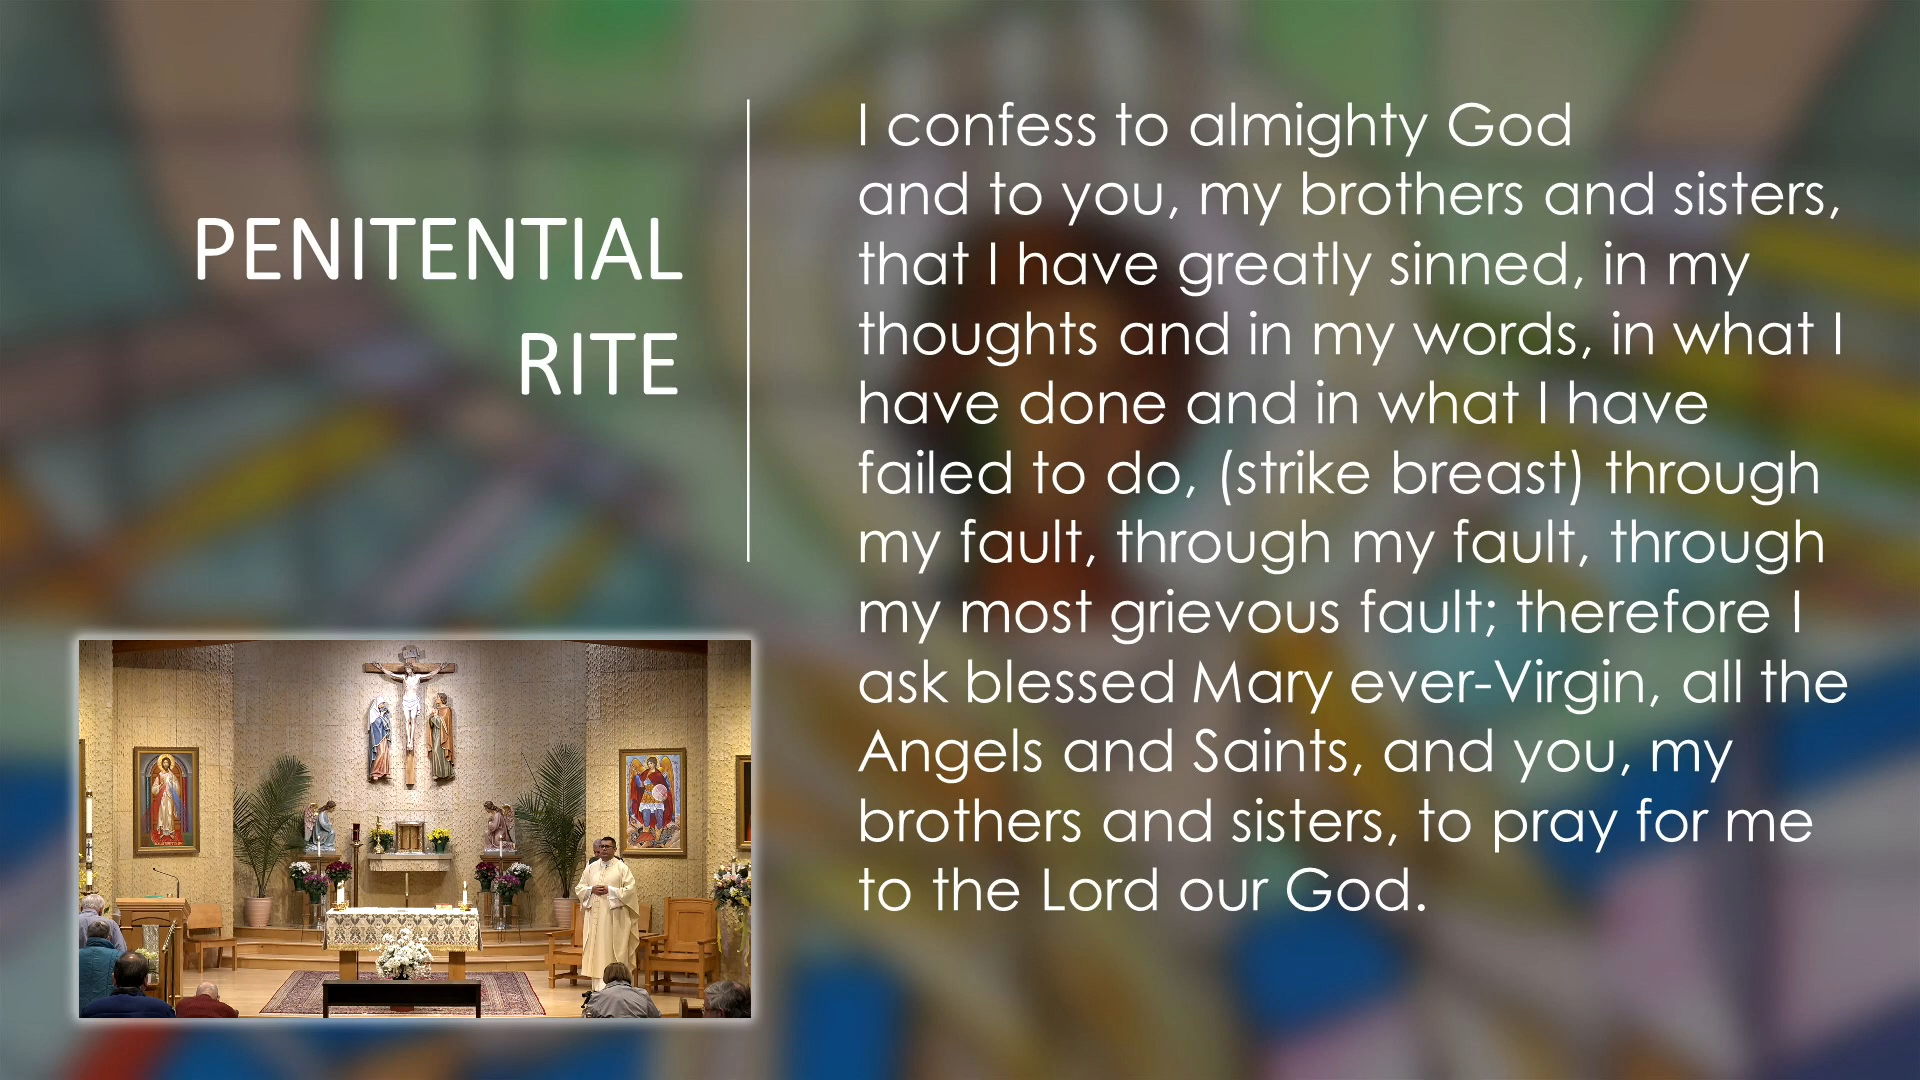 PENITENTIAL
RITE
I confess to almighty God
and to you, my brothers and sisters,
that I have greatly sinned, in my
thoughts and in my words, in what I
have done and in what I have
failed to do, (strike breast) through
my fault, through my fault, through
my most grievous fault; therefore I
ask blessed Mary ever-Virgin, all the
Angels and Saints, and you, my
brothers and sisters, to pray for me
to the Lord our God.